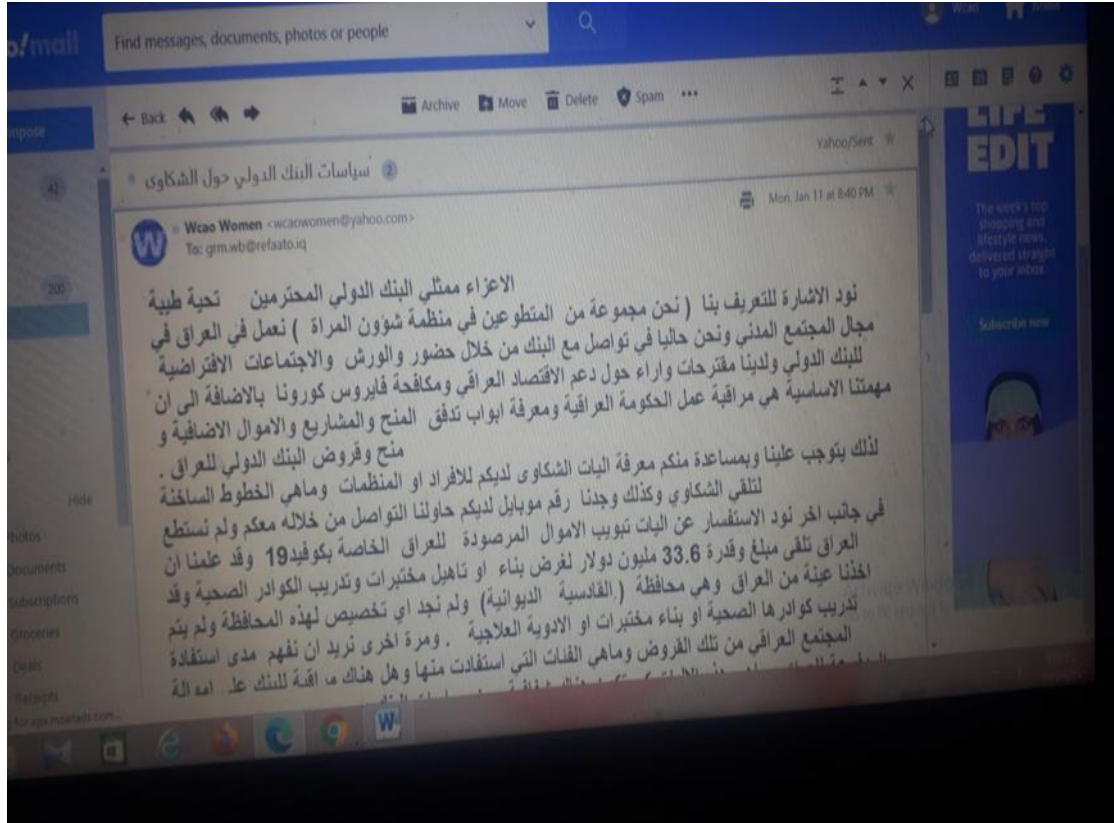 o!mail
Find messages, documents, photos or people
Wcao
Home
mpose
← Back
Archive
Move
Delete
Spam
سياسات البنك الدولي حول الشكاوى
2
Yahoo/Sent
42
200
Hide
Photos
Documents
Subscriptions
Groceries
Deals
Receipts
W
Wcao Women <wcaowomen@yahoo.com>
Mon, Jan 11 at 8:40 PM
To: grm.wb@refaato.iq
الاعزاء ممثلي البنك الدولي المحترمين تحية طيبة
نود الاشارة للتعريف بنا ( نحن مجموعة من المتطوعين في منظمة شؤون المراة ) نعمل في العراق في
مجال المجتمع المدني ونحن حاليا في تواصل مع البنك من خلال حضور والورش والاجتماعات الافتراضية
للبنك الدولي ولدينا مقترحات واراء حول دعم الاقتصاد العراقي ومكافحة فايروس كورونا بالاضافة الى ان
مهمتنا الاساسية هي مراقبة عمل الحكومة العراقية ومعرفة ابواب تدفق المنح والمشاريع والاموال الاضافية و
منح وقروض البنك الدولي للعراق .
لذلك يتوجب علينا وبمساعدة منكم معرفة اليات الشكاوى لديكم للافراد او المنظمات وماهي الخطوط الساخنة
لتلقي الشكاوي وكذلك وجدنا رقم موبايل لديكم حاولنا التواصل من خلاله معكم ولم نستطع
في جانب اخر نود الاستفسار عن اليات تبويب الاموال المرصودة للعراق الخاصة بكوفيد19 وقد علمنا ان
العراق تلقى مبلغ وقدرة 33.6 مليون دولار لغرض بناء او تاهيل مختبرات وتدريب الكوادر الصحية وقد
اخذنا عينة من العراق وهي محافظة ( القادسية الديوانية) ولم نجد اي تخصيص لهذه المحافظة ولم يتم
تدريب كوادرها الصحية او بناء مختبرات او الادوية العلاجية . ومرة اخرى نريد ان نفهم مدى استفادة
المجتمع العراقي من تلك القروض وماهي الفئات التي استفادت منها وهل هناك مراقبة للبنك على امواله
LIFE
EDIT
The week's top
shopping and
lifestyle news,
delivered straight
to your inbox.
Subscribe now